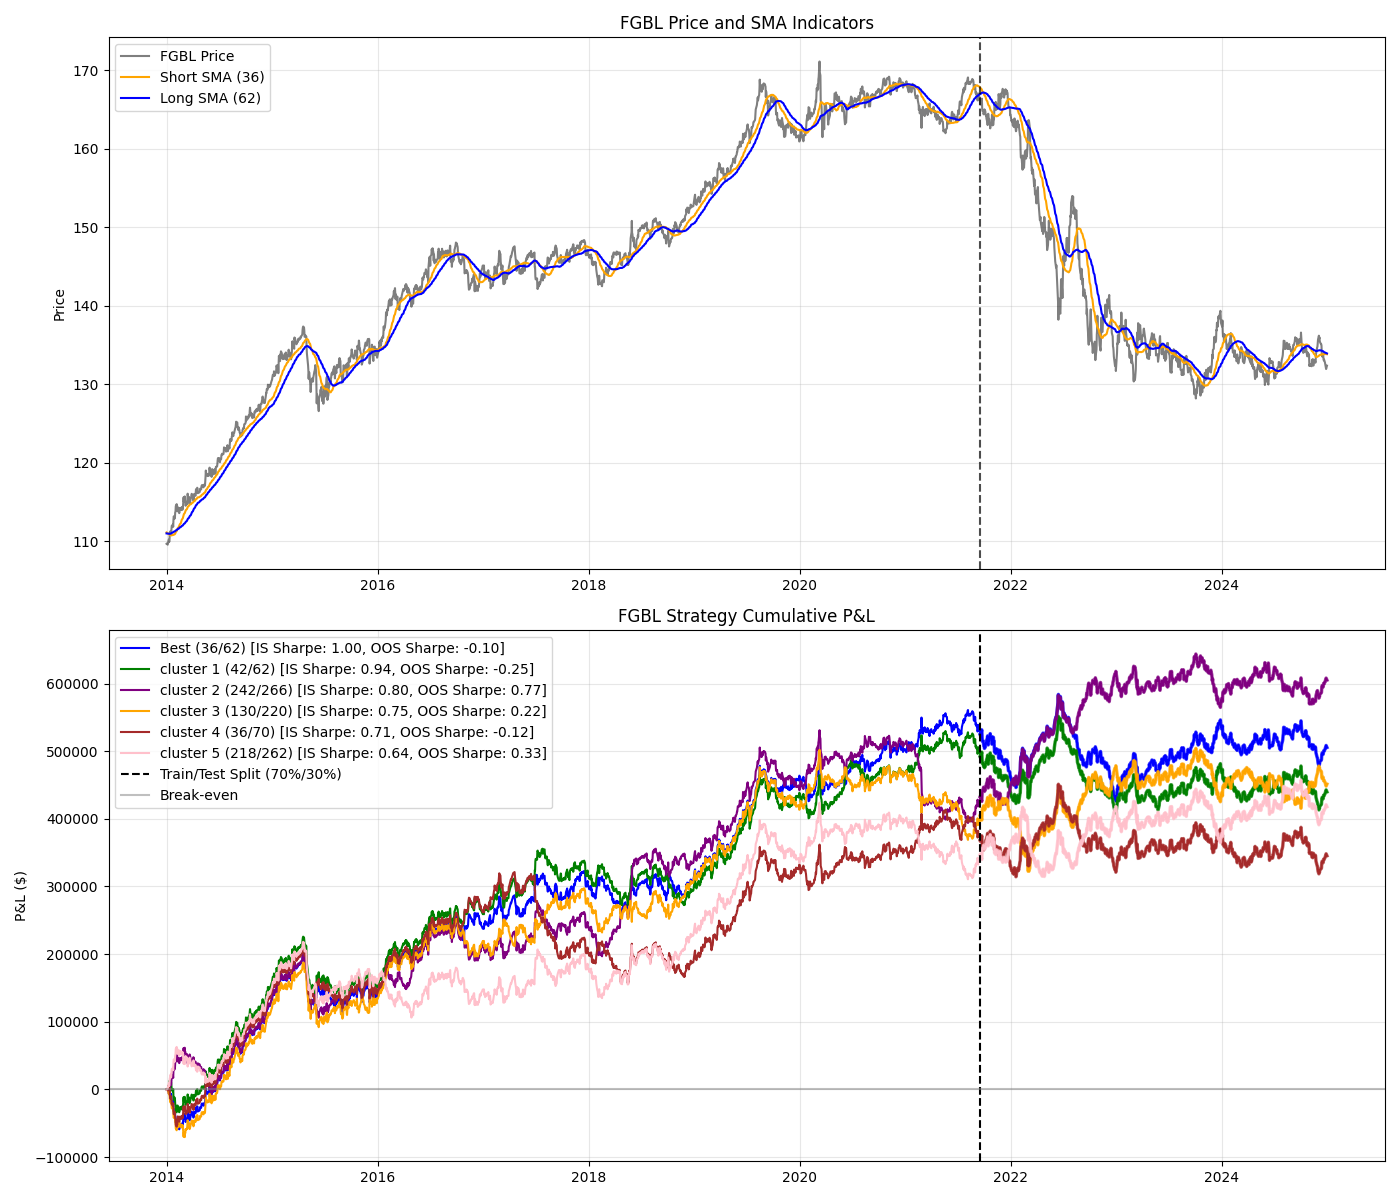 FGBL Price and SMA Indicators
FGBL Price
Short SMA (36)
Long SMA (62)
Price
170
160
150
140
130
120
110
2014
2016
2018
2020
2022
2024
FGBL Strategy Cumulative P&L
Best (36/62) [IS Sharpe: 1.00, OOS Sharpe: -0.10]
cluster 1 (42/62) [IS Sharpe: 0.94, OOS Sharpe: -0.25]
cluster 2 (242/266) [IS Sharpe: 0.80, OOS Sharpe: 0.77]
cluster 3 (130/220) [IS Sharpe: 0.75, OOS Sharpe: 0.22]
cluster 4 (36/70) [IS Sharpe: 0.71, OOS Sharpe: -0.12]
cluster 5 (218/262) [IS Sharpe: 0.64, OOS Sharpe: 0.33]
Train/Test Split (70%/30%)
Break-even
P&L ($)
600000
500000
400000
300000
200000
100000
0
−100000
2014
2016
2018
2020
2022
2024